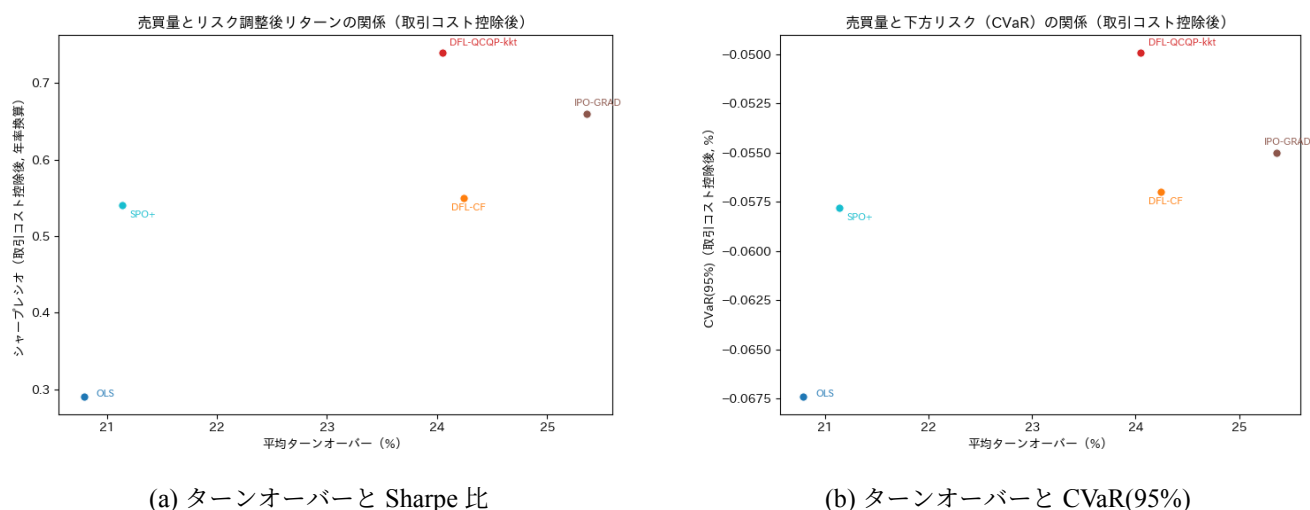 売買量とリスク調整後リターンの関係（取引コスト控除後）
シャープレシオ（取引コスト控除後, 年率換算）
0.7
0.6
0.5
0.4
0.3
DFL-QCQP-kkt
IPO-GRAD
SPO+
DFL-CF
OLS
21
22
23
24
25
平均ターンオーバー（%）
(a) ターンオーバーと Sharpe 比
売買量と下方リスク（CVaR）の関係（取引コスト控除後）
CVaR(95%)（取引コスト控除後, %）
−0.0500
−0.0525
−0.0550
−0.0575
−0.0600
−0.0625
−0.0650
−0.0675
DFL-QCQP-kkt
IPO-GRAD
DFL-CF
SPO+
OLS
21
22
23
24
25
平均ターンオーバー（%）
(b) ターンオーバーと CVaR(95%)